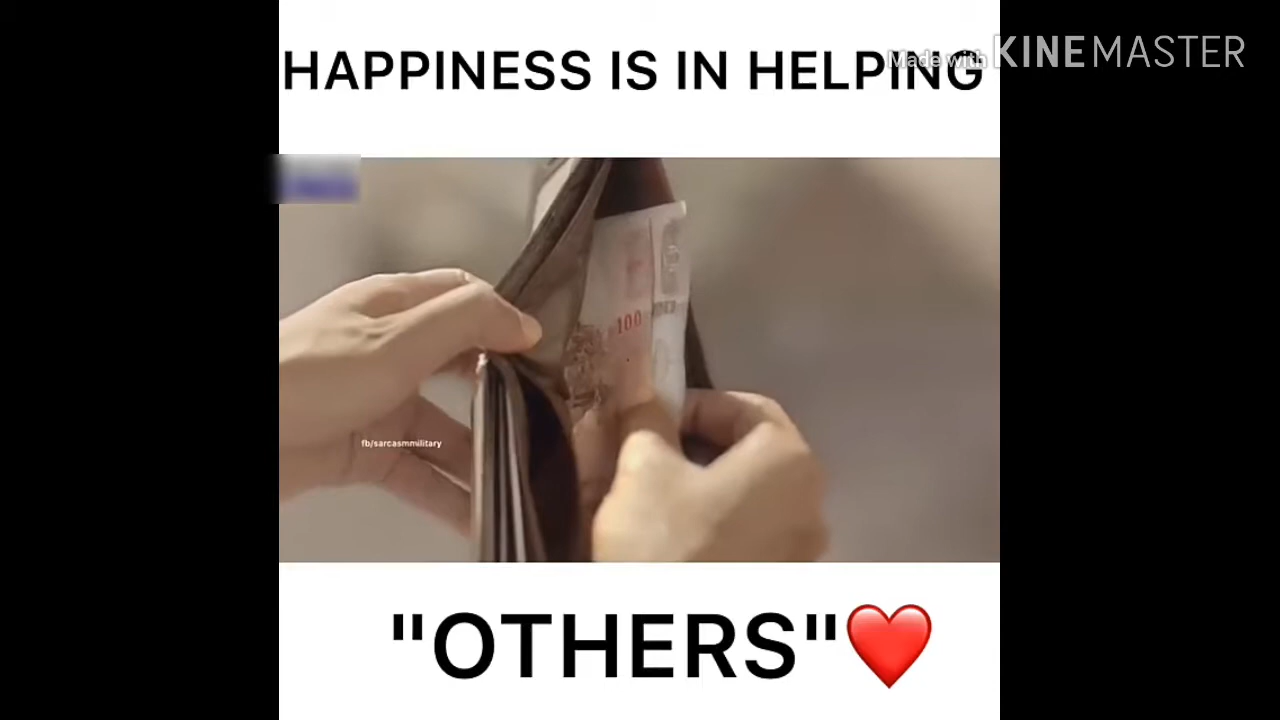 Made with KINEMASTER
HAPPINESS IS IN HELPING
100
fb/sarcasmmilitary
"OTHERS"❤️